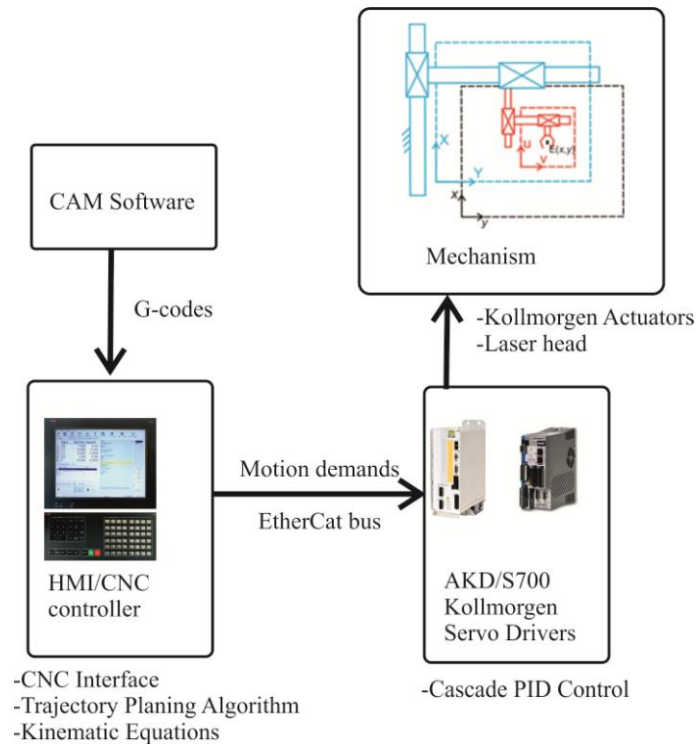 CAM Software
G-codes
HMI/CNC
controller
-CNC Interface
-Trajectory Planing Algorithm
-Kinematic Equations
Motion demands
EtherCat bus
AKD/S700
Kollmorgen
Servo Drivers
-Cascade PID Control
-Kollmorgen Actuators
-Laser head
Mechanism
X
Y
u
v
E(x,y)
x
y